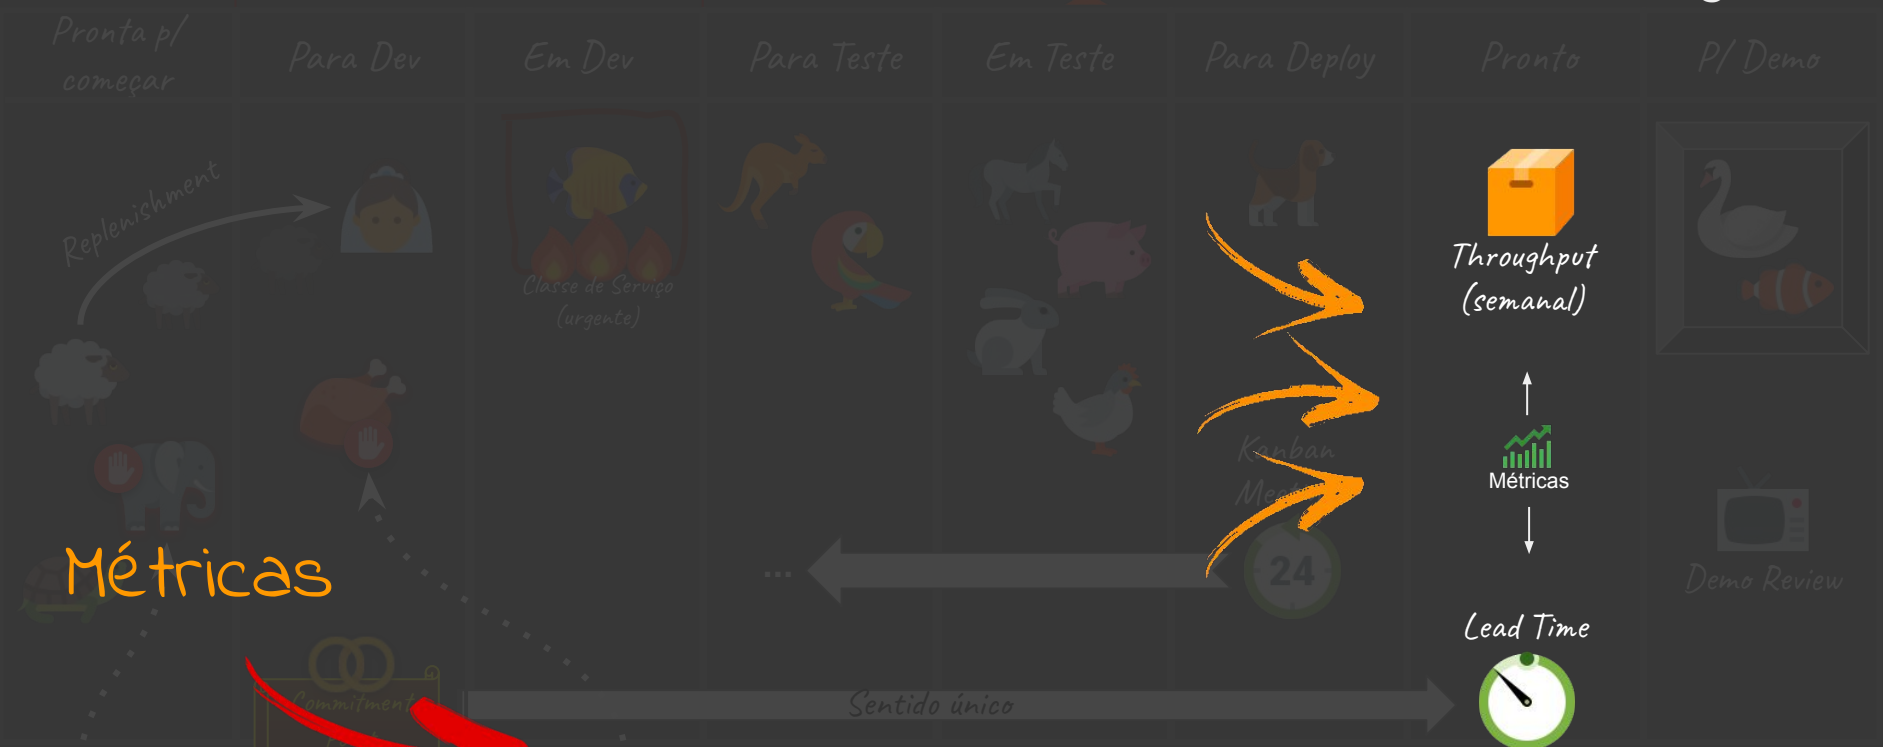 Pronta p/
começar
Para Dev
Em Dev
Para Teste
Em Teste
Para Deploy
Pronto
P/ Demo
Replenishment
Classe de Serviço
(urgente)
Throughput
(semanal)
Kanban
Métricas
Métricas
...
24
Demo Review
Lead Time
Commitment
Sentido único